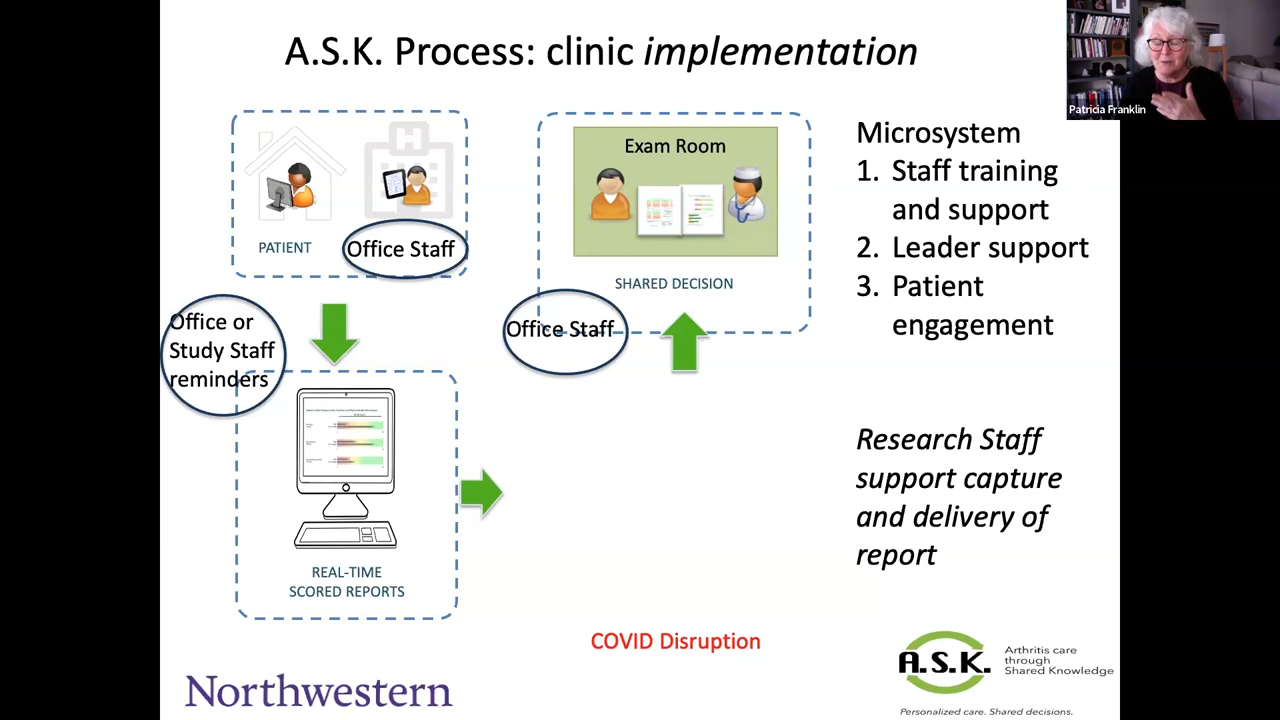 A.S.K. Process: clinic implementation
Patricia Franklin
PATIENT
Office Staff
Exam Room
SHARED DECISION
Office Staff
Office or
Study Staff
reminders
REAL-TIME
SCORED REPORTS
Microsystem
1. Staff training
and support
2. Leader support
3. Patient
engagement
Research Staff
support capture
and delivery of
report
COVID Disruption
Northwestern
A.S.K.
Arthritis care
through
Shared Knowledge
Personalized care. Shared decisions.